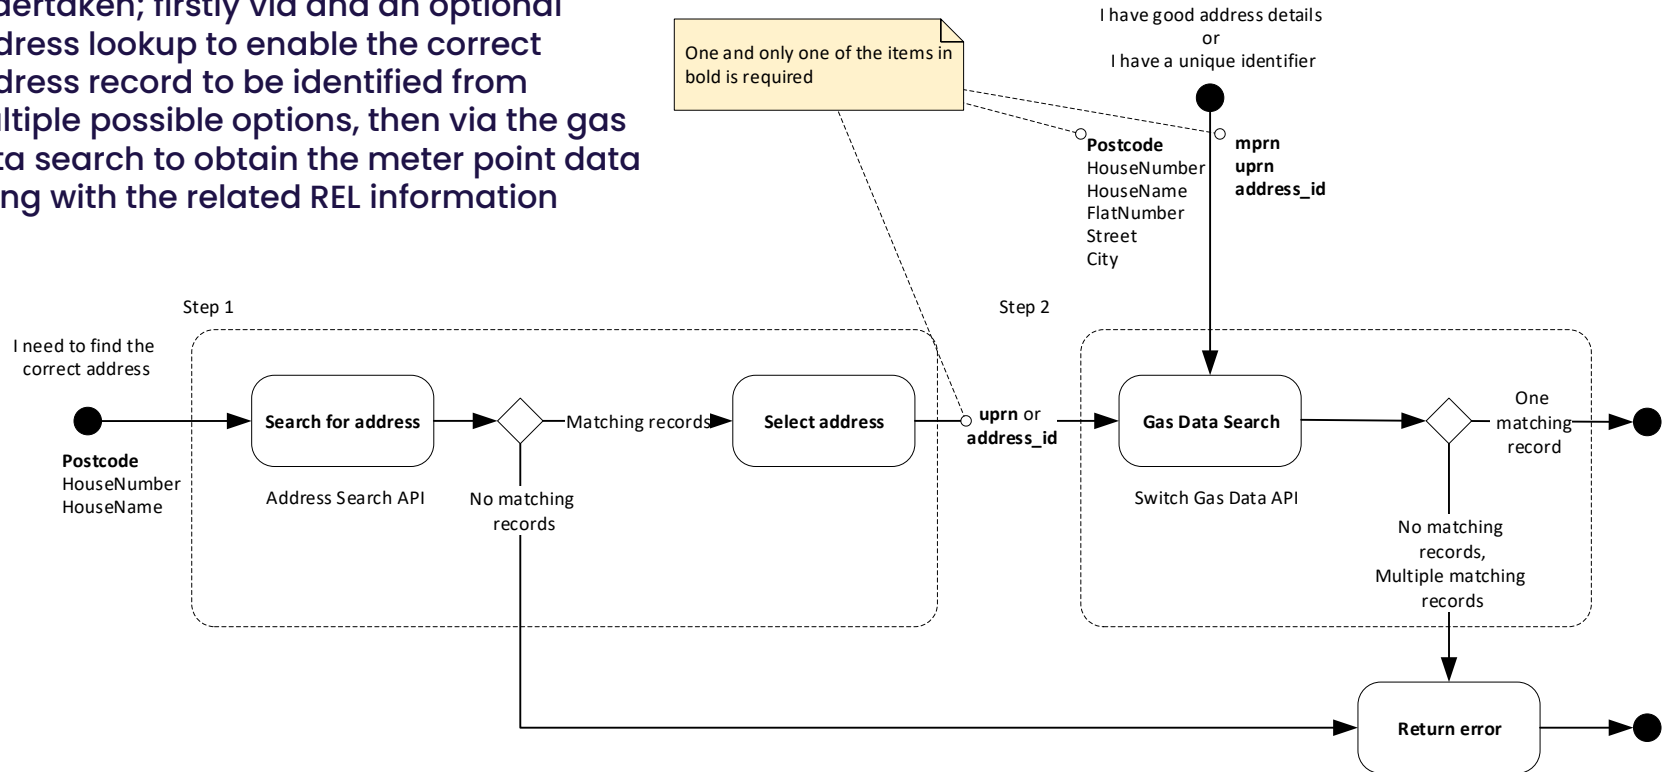 dertaken; firstly via and an optional
dress lookup to enable the correct
dress record to be identified from
ltiple possible options, then via the gas
ta search to obtain the meter point data
ng with the related REL information
One and only one of the items in
bold is required
I have good address details
or
I have a unique identifier
Postcode
HouseNumber
HouseName
FlatNumber
Street
City
mprn
uprn
address_id
Step 1
I need to find the
correct address
Postcode
HouseNumber
HouseName
Search for address
Address Search API
Matching records
No matching
records
Select address
uprn or
address_id
Step 2
Gas Data Search
Switch Gas Data API
One
matching
record
No matching
records,
Multiple matching
records
Return error